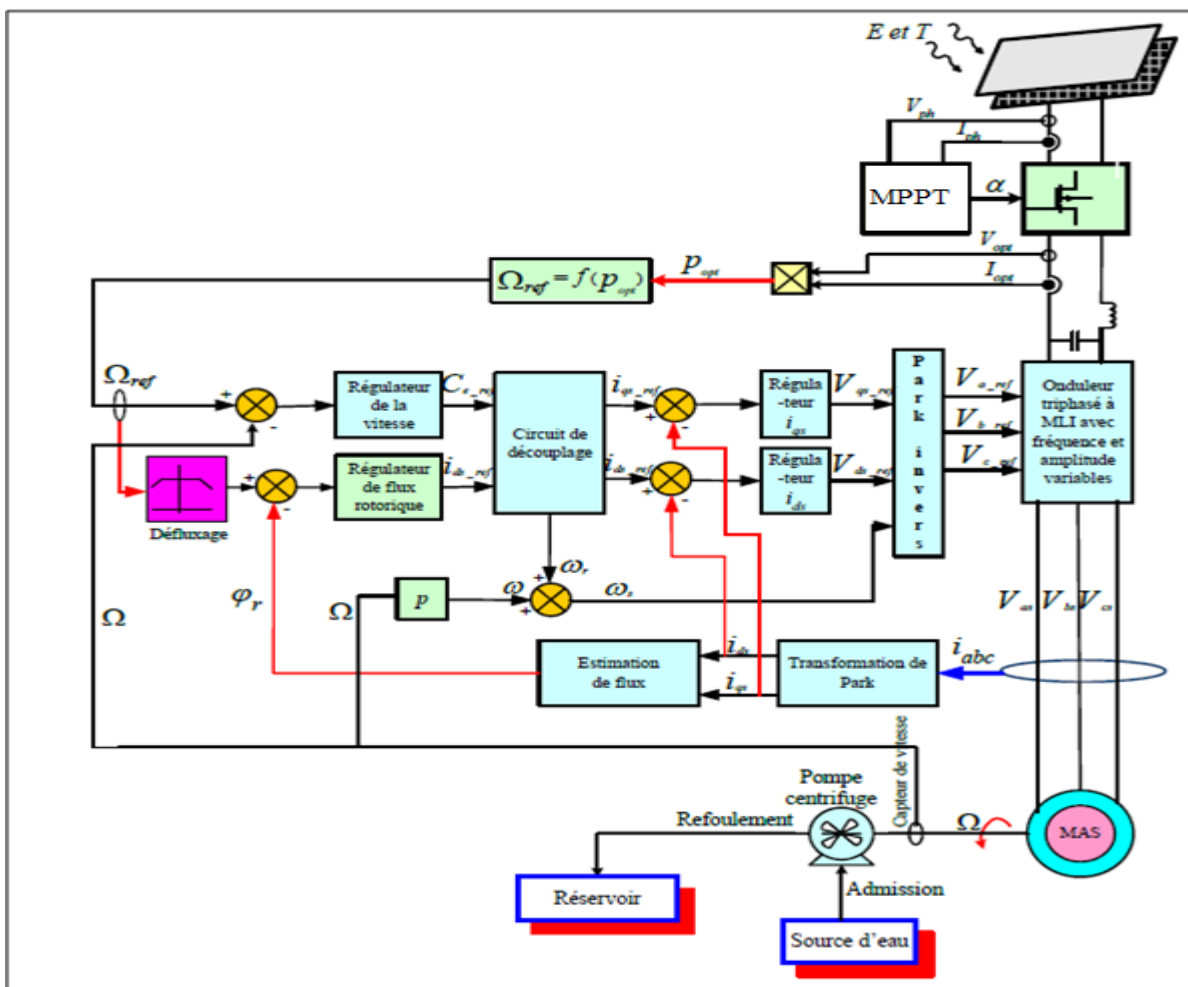 E et T
V_ph
I_ph
MPPT
α
V_opt
I_opt
P_opt
Ω_ref = f(p_opt)
Ω_ref
+
-
Régulateur
de la
vitesse
C_e_ref
Circuit de
découplage
i_qs_ref
+
-
Régula
-teur
i_qs
V_qs_ref
Park invers
V_a_ref
V_b_ref
V_c_ref
Onduleur
triphasé à
MLI avec
fréquence et
amplitude
variables
Défluxage
+
-
Régulateur
de flux
rotorique
i_ds_ref
i_ds_ref
+
-
Régula
-teur
i_ds
V_ds_ref
φ_r
Ω
Ω
p
ω
+
+
ω_r
ω_s
V_as
V_bs
V_cs
Estimation
de flux
i_ds
i_qs
Transformation de
Park
i_abc
Capteur de vitesse
Pompe
centrifuge
Refoulement
Ω
MAS
Réservoir
Admission
Source d'eau